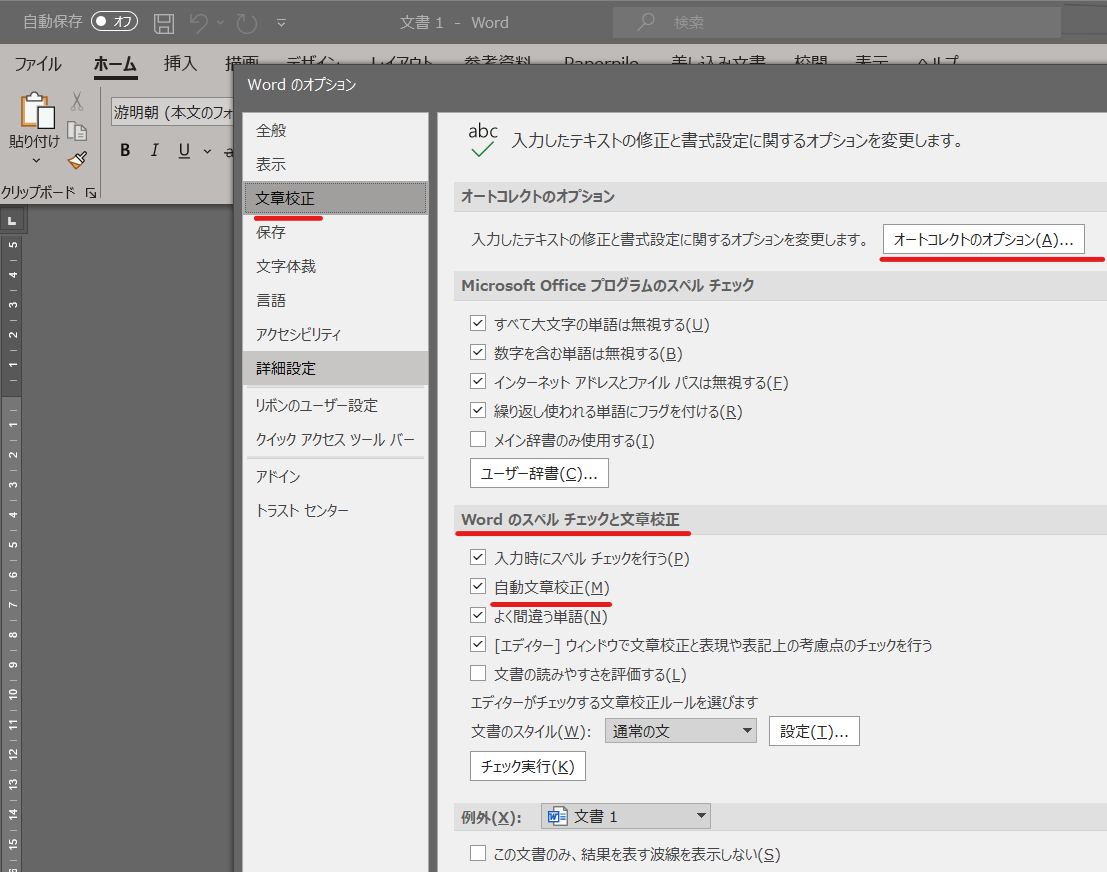 自動保存 オフ 文書 1 - Word 検索
ファイル ホーム 挿入 描画 デザイン レイアウト 参考資料 Paperpile 差し込み文書 校閲 表示 ヘルプ
貼り付け
游明朝 (本文のフォ
B I U
クリップボード
L
5
4
3
2
1
1
2
3
4
5
6
7
8
9
10
11
12
13
14
15
Word のオプション
全般
表示
文章校正
保存
文字体裁
言語
アクセシビリティ
詳細設定
リボンのユーザー設定
クイック アクセス ツール バー
アドイン
トラスト センター
abc 入力したテキストの修正と書式設定に関するオプションを変更します。
オートコレクトのオプション
入力したテキストの修正と書式設定に関するオプションを変更します。 オートコレクトのオプション(A)...
Microsoft Office プログラムのスペル チェック
すべて大文字の単語は無視する(U)
数字を含む単語は無視する(B)
インターネット アドレスとファイル パスは無視する(F)
繰り返し使われる単語にフラグを付ける(R)
メイン辞書のみ使用する(I)
ユーザー辞書(C)...
Word のスペル チェックと文章校正
入力時にスペル チェックを行う(P)
自動文章校正(M)
よく間違う単語(N)
[エディター] ウィンドウで文章校正と表現や表記上の考慮点のチェックを行う
文書の読みやすさを評価する(L)
エディターがチェックする文章校正ルールを選びます
文書のスタイル(W): 通常の文 設定(T)...
チェック実行(K)
例外(X): 文書 1
この文書のみ、結果を表す波線を表示しない(S)